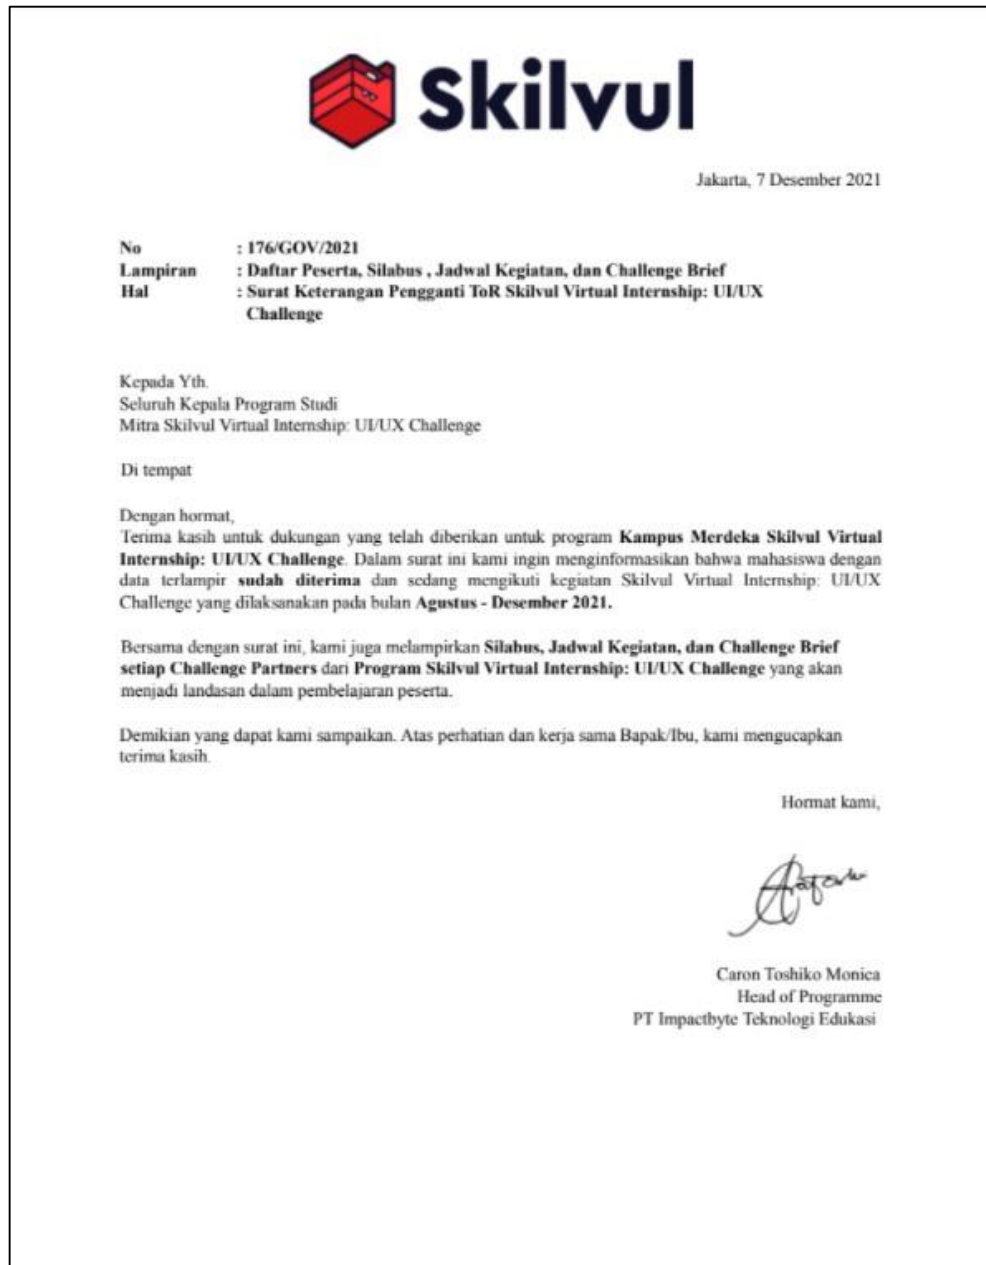 Skilvul
Jakarta, 7 Desember 2021
No : 176/GOV/2021
Lampiran : Daftar Peserta, Silabus , Jadwal Kegiatan, dan Challenge Brief
Hal : Surat Keterangan Pengganti ToR Skilvul Virtual Internship: UI/UX
Challenge
Kepada Yth.
Seluruh Kepala Program Studi
Mitra Skilvul Virtual Internship: UI/UX Challenge
Di tempat
Dengan hormat,
Terima kasih untuk dukungan yang telah diberikan untuk program Kampus Merdeka Skilvul Virtual
Internship: UI/UX Challenge. Dalam surat ini kami ingin menginformasikan bahwa mahasiswa dengan
data terlampir sudah diterima dan sedang mengikuti kegiatan Skilvul Virtual Internship: UI/UX
Challenge yang dilaksanakan pada bulan Agustus - Desember 2021.
Bersama dengan surat ini, kami juga melampirkan Silabus, Jadwal Kegiatan, dan Challenge Brief
setiap Challenge Partners dari Program Skilvul Virtual Internship: UI/UX Challenge yang akan
menjadi landasan dalam pembelajaran peserta.
Demikian yang dapat kami sampaikan. Atas perhatian dan kerja sama Bapak/Ibu, kami mengucapkan
terima kasih.
Hormat kami,
Caron Toshiko Monica
Head of Programme
PT Impactbyte Teknologi Edukasi